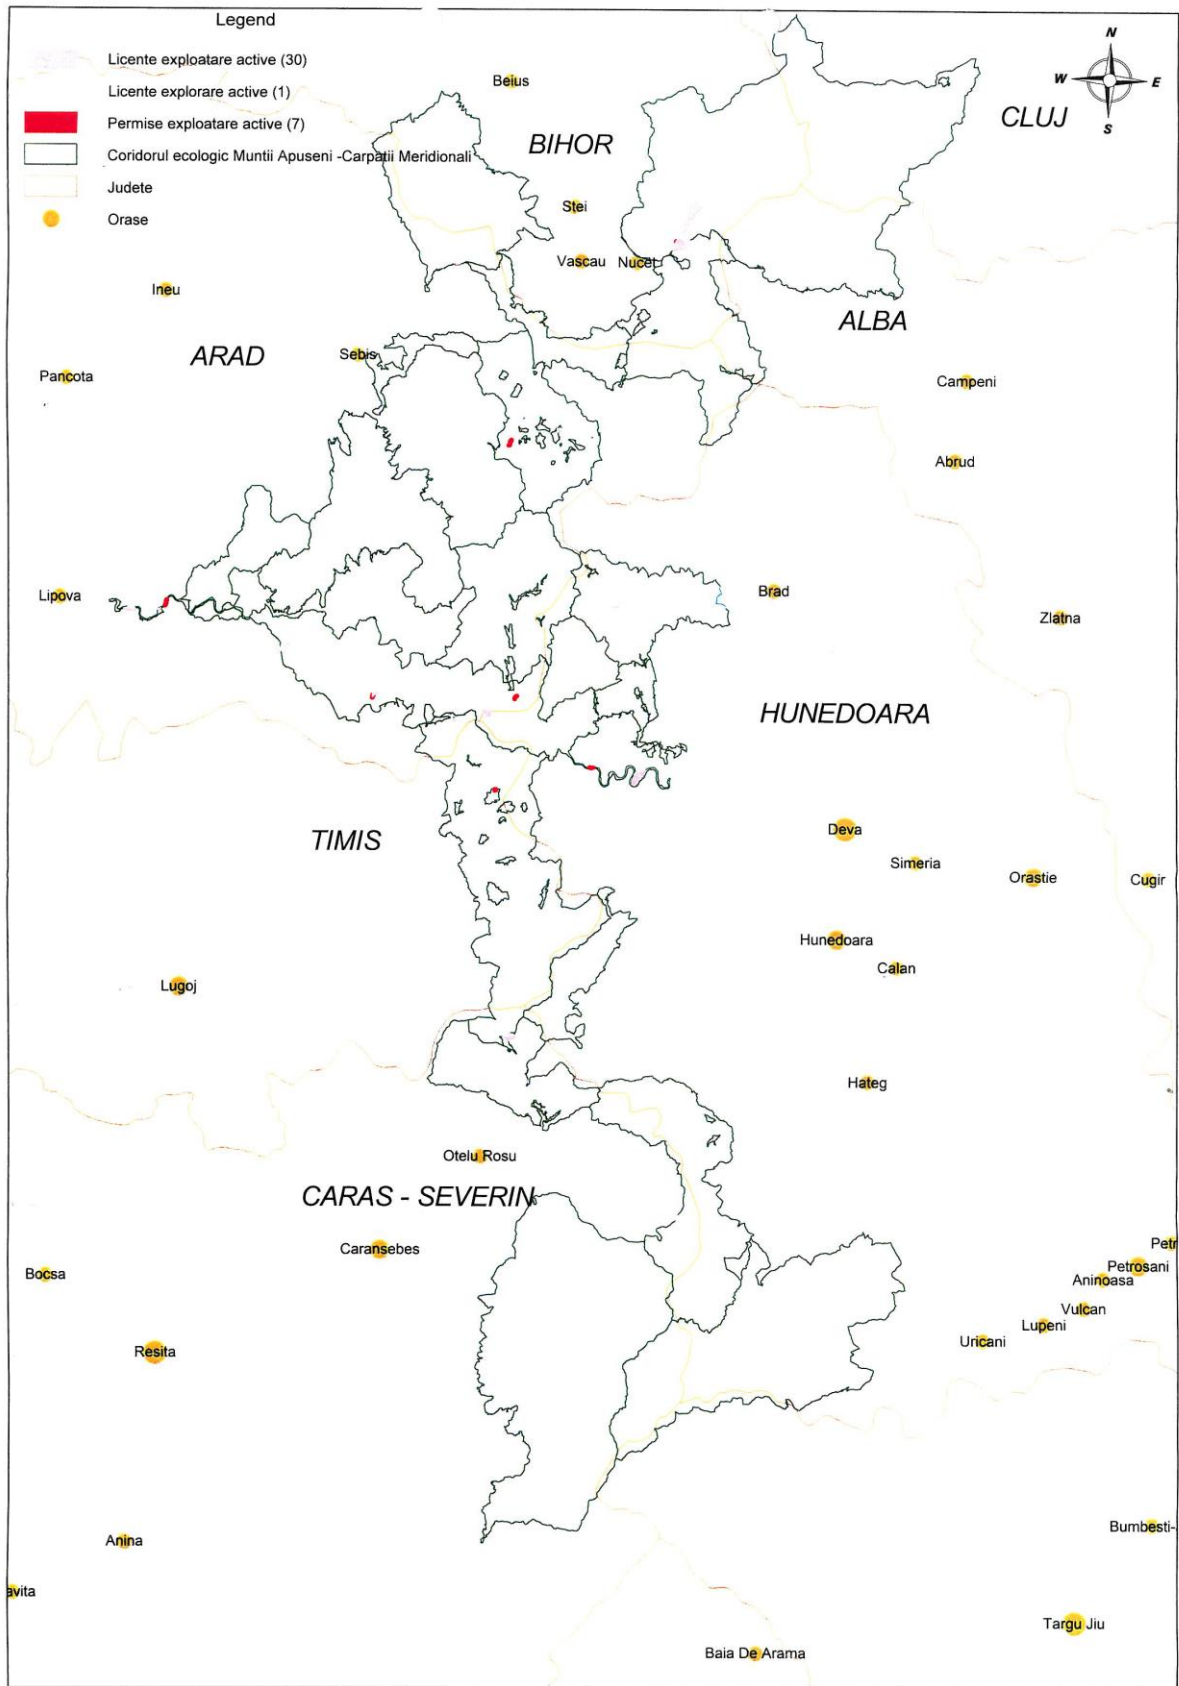 Legend
Licente exploatare active (30)
Licente explorare active (1)
Permise exploatare active (7)
Coridorul ecologic Muntii Apuseni -Carpatii Meridionali
Judete
Orase
N
W E
S
CLUJ
Beius
BIHOR
Stei
Vascau
Nucet
Ineu
ALBA
ARAD
Sebis
Pancota
Campeni
Abrud
Lipova
Brad
Zlatna
HUNEDOARA
TIMIS
Deva
Simeria
Orastie
Cugir
Hunedoara
Calan
Lugoj
Hateg
Otelu Rosu
CARAS - SEVERIN
Caransebes
Petr
Petrosani
Bocsa
Aninoasa
Vulcan
Lupeni
Uricani
Resita
Bumbesti-
Anina
avita
Targu Jiu
Baia De Arama